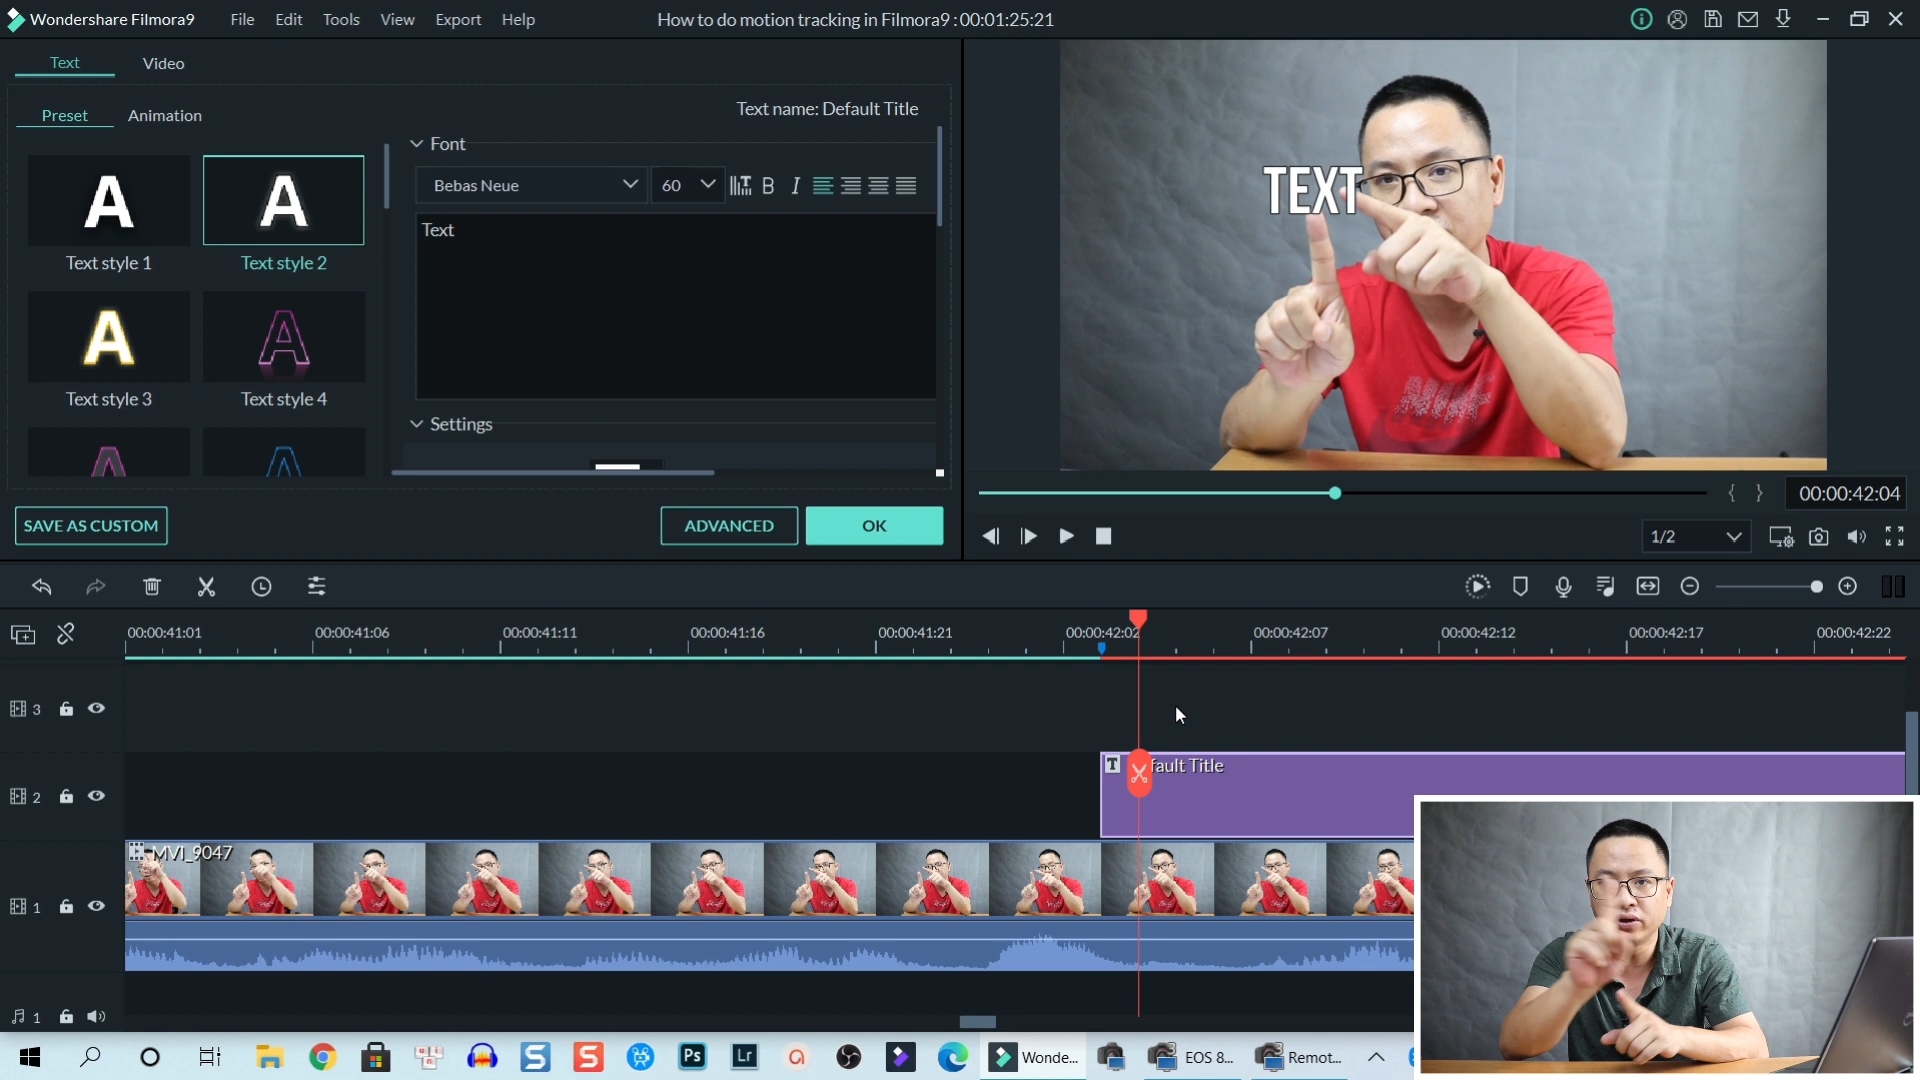 Wondershare Filmora9 File Edit Tools View Export Help How to do motion tracking in Filmora9 : 00:01:25:21
Text Video
Preset Animation
Text name: Default Title
Font
Bebas Neue 60 B I
Text
A A
Text style 1 Text style 2
A A
Text style 3 Text style 4
A A
Settings
SAVE AS CUSTOM ADVANCED OK
TEXT
NIKE
{ } 00:00:42:04
1/2
00:00:41:01 00:00:41:06 00:00:41:11 00:00:41:16 00:00:41:21 00:00:42:02 00:00:42:07 00:00:42:12 00:00:42:17 00:00:42:22
3
T fault Title
2
MVI_9047
1
1
S S Ps Lr Wonde... EOS 8... Remot...